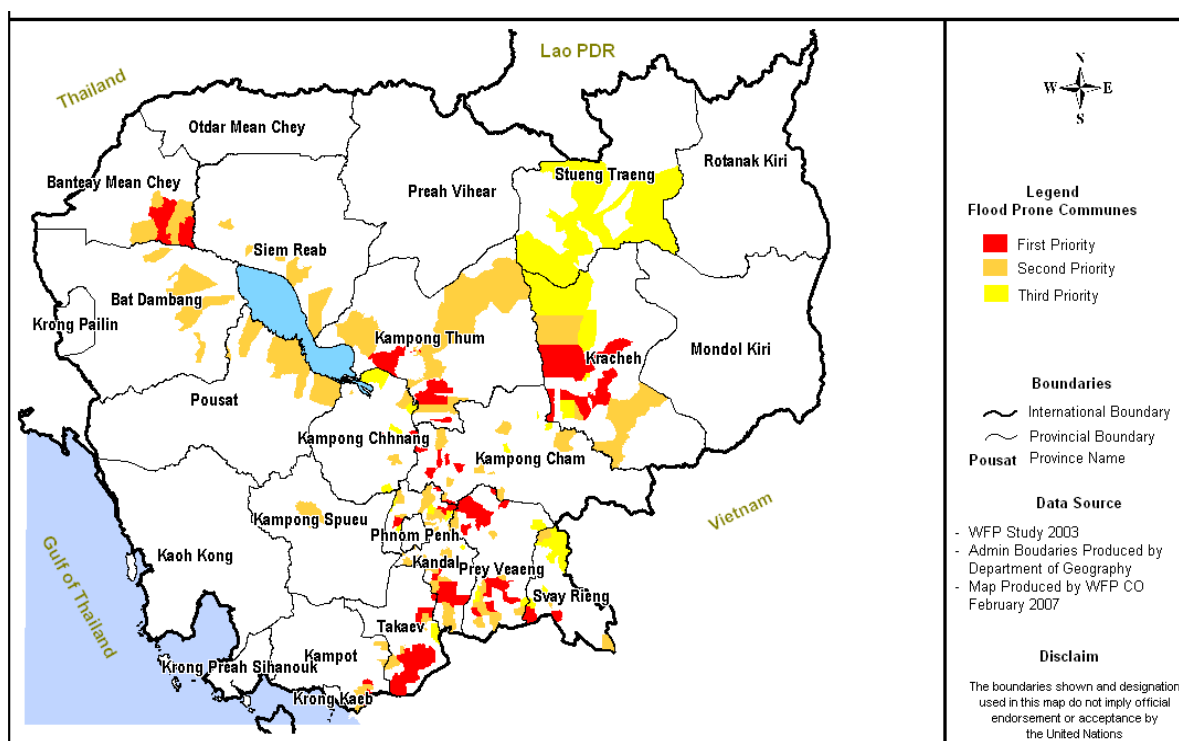 Lao PDR
Thailand
Otdar Mean Chey
Rotanak Kiri
Stueng Traeng
Banteay Mean Chey
Preah Vihear
Siem Reab
Bat Dambang
Krong Pailin
Kampong Thum
Kracheh
Mondol Kiri
Pousat
Kampong Chhnang
Kampong Cham
Vietnam
Kampong Spueu
Phnom Penh
Kaoh Kong
Kandal
Prey Veaeng
Svay Rieng
Gulf of Thailand
Takaev
Kampot
Krong Preah Sihanouk
Krong Kaeb
N
W E
S
Legend
Flood Prone Communes
First Priority
Second Priority
Third Priority
Boundaries
International Boundary
Provincial Boundary
Pousat Province Name
Data Source
- WFP Study 2003
- Admin Boudaries Produced by
Department of Geography
- Map Produced by WFP CO
February 2007
Disclaim
The boundaries shown and designation
used in this map do not imply official
endorsement or acceptance by
the United Nations